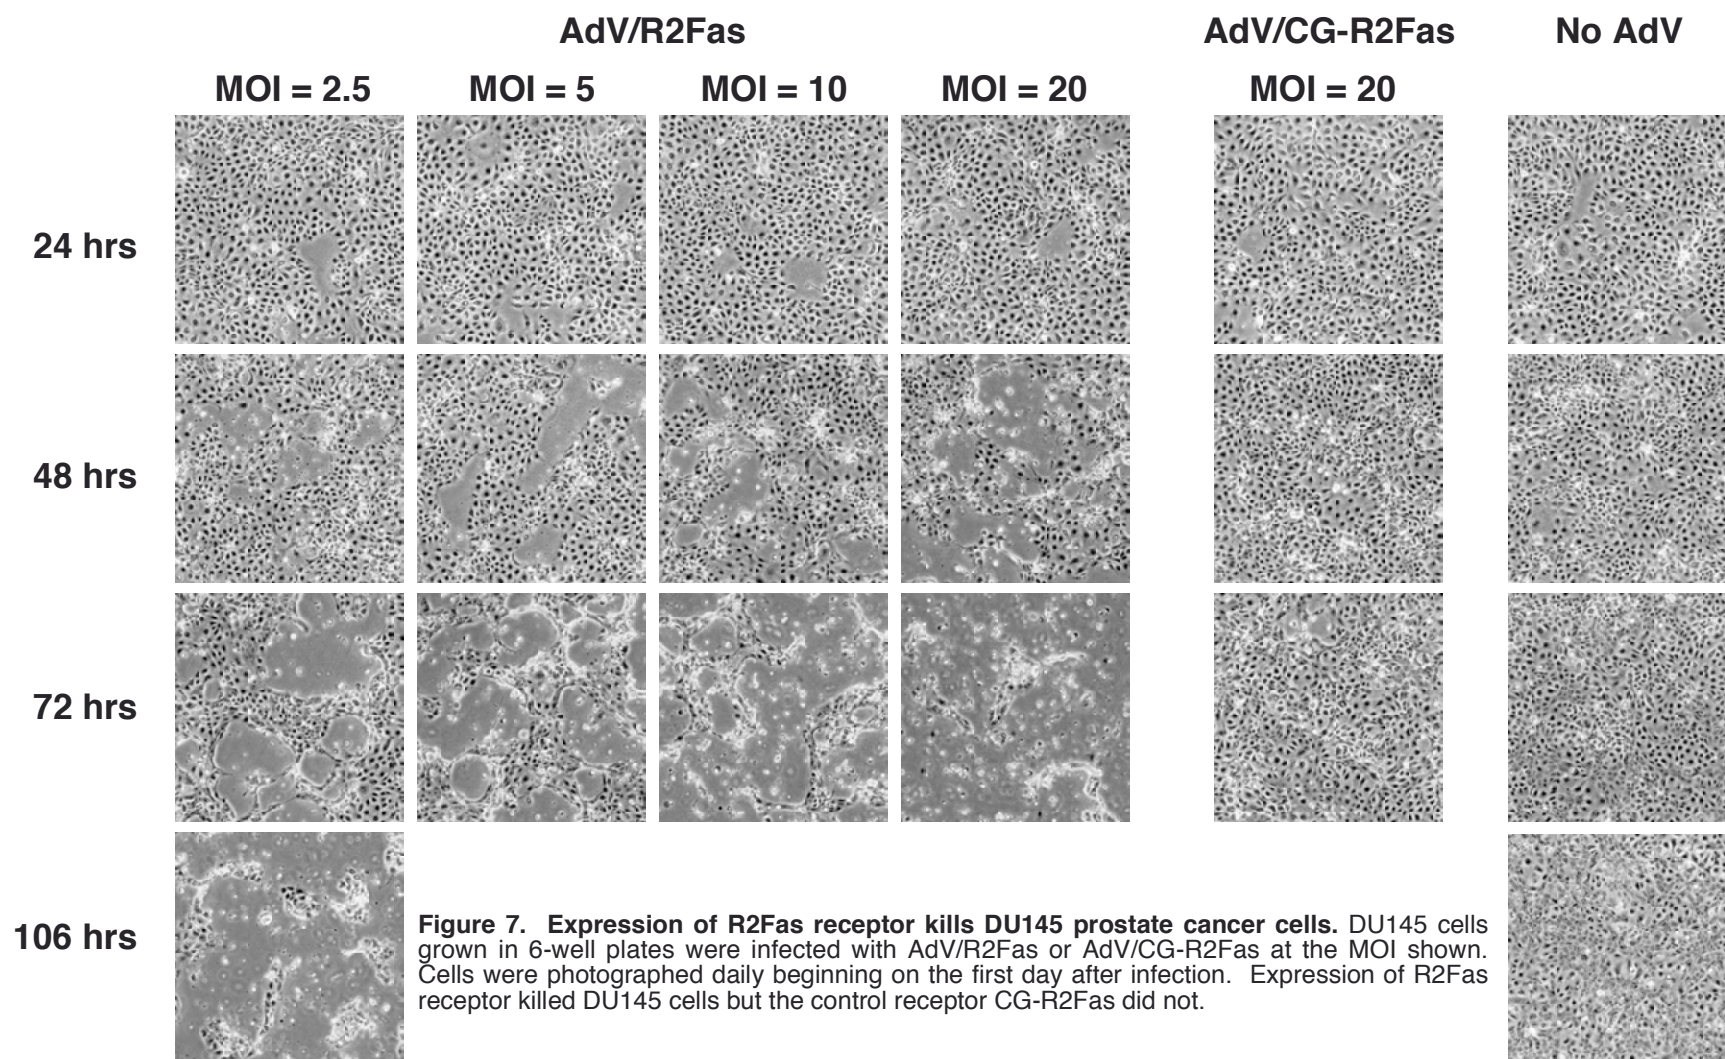 AdV/R2Fas AdV/CG-R2Fas No AdV
MOI = 2.5 MOI = 5 MOI = 10 MOI = 20 MOI = 20
24 hrs
48 hrs
72 hrs
106 hrs
Figure 7. Expression of R2Fas receptor kills DU145 prostate cancer cells. DU145 cells
grown in 6-well plates were infected with AdV/R2Fas or AdV/CG-R2Fas at the MOI shown.
Cells were photographed daily beginning on the first day after infection. Expression of R2Fas
receptor killed DU145 cells but the control receptor CG-R2Fas did not.